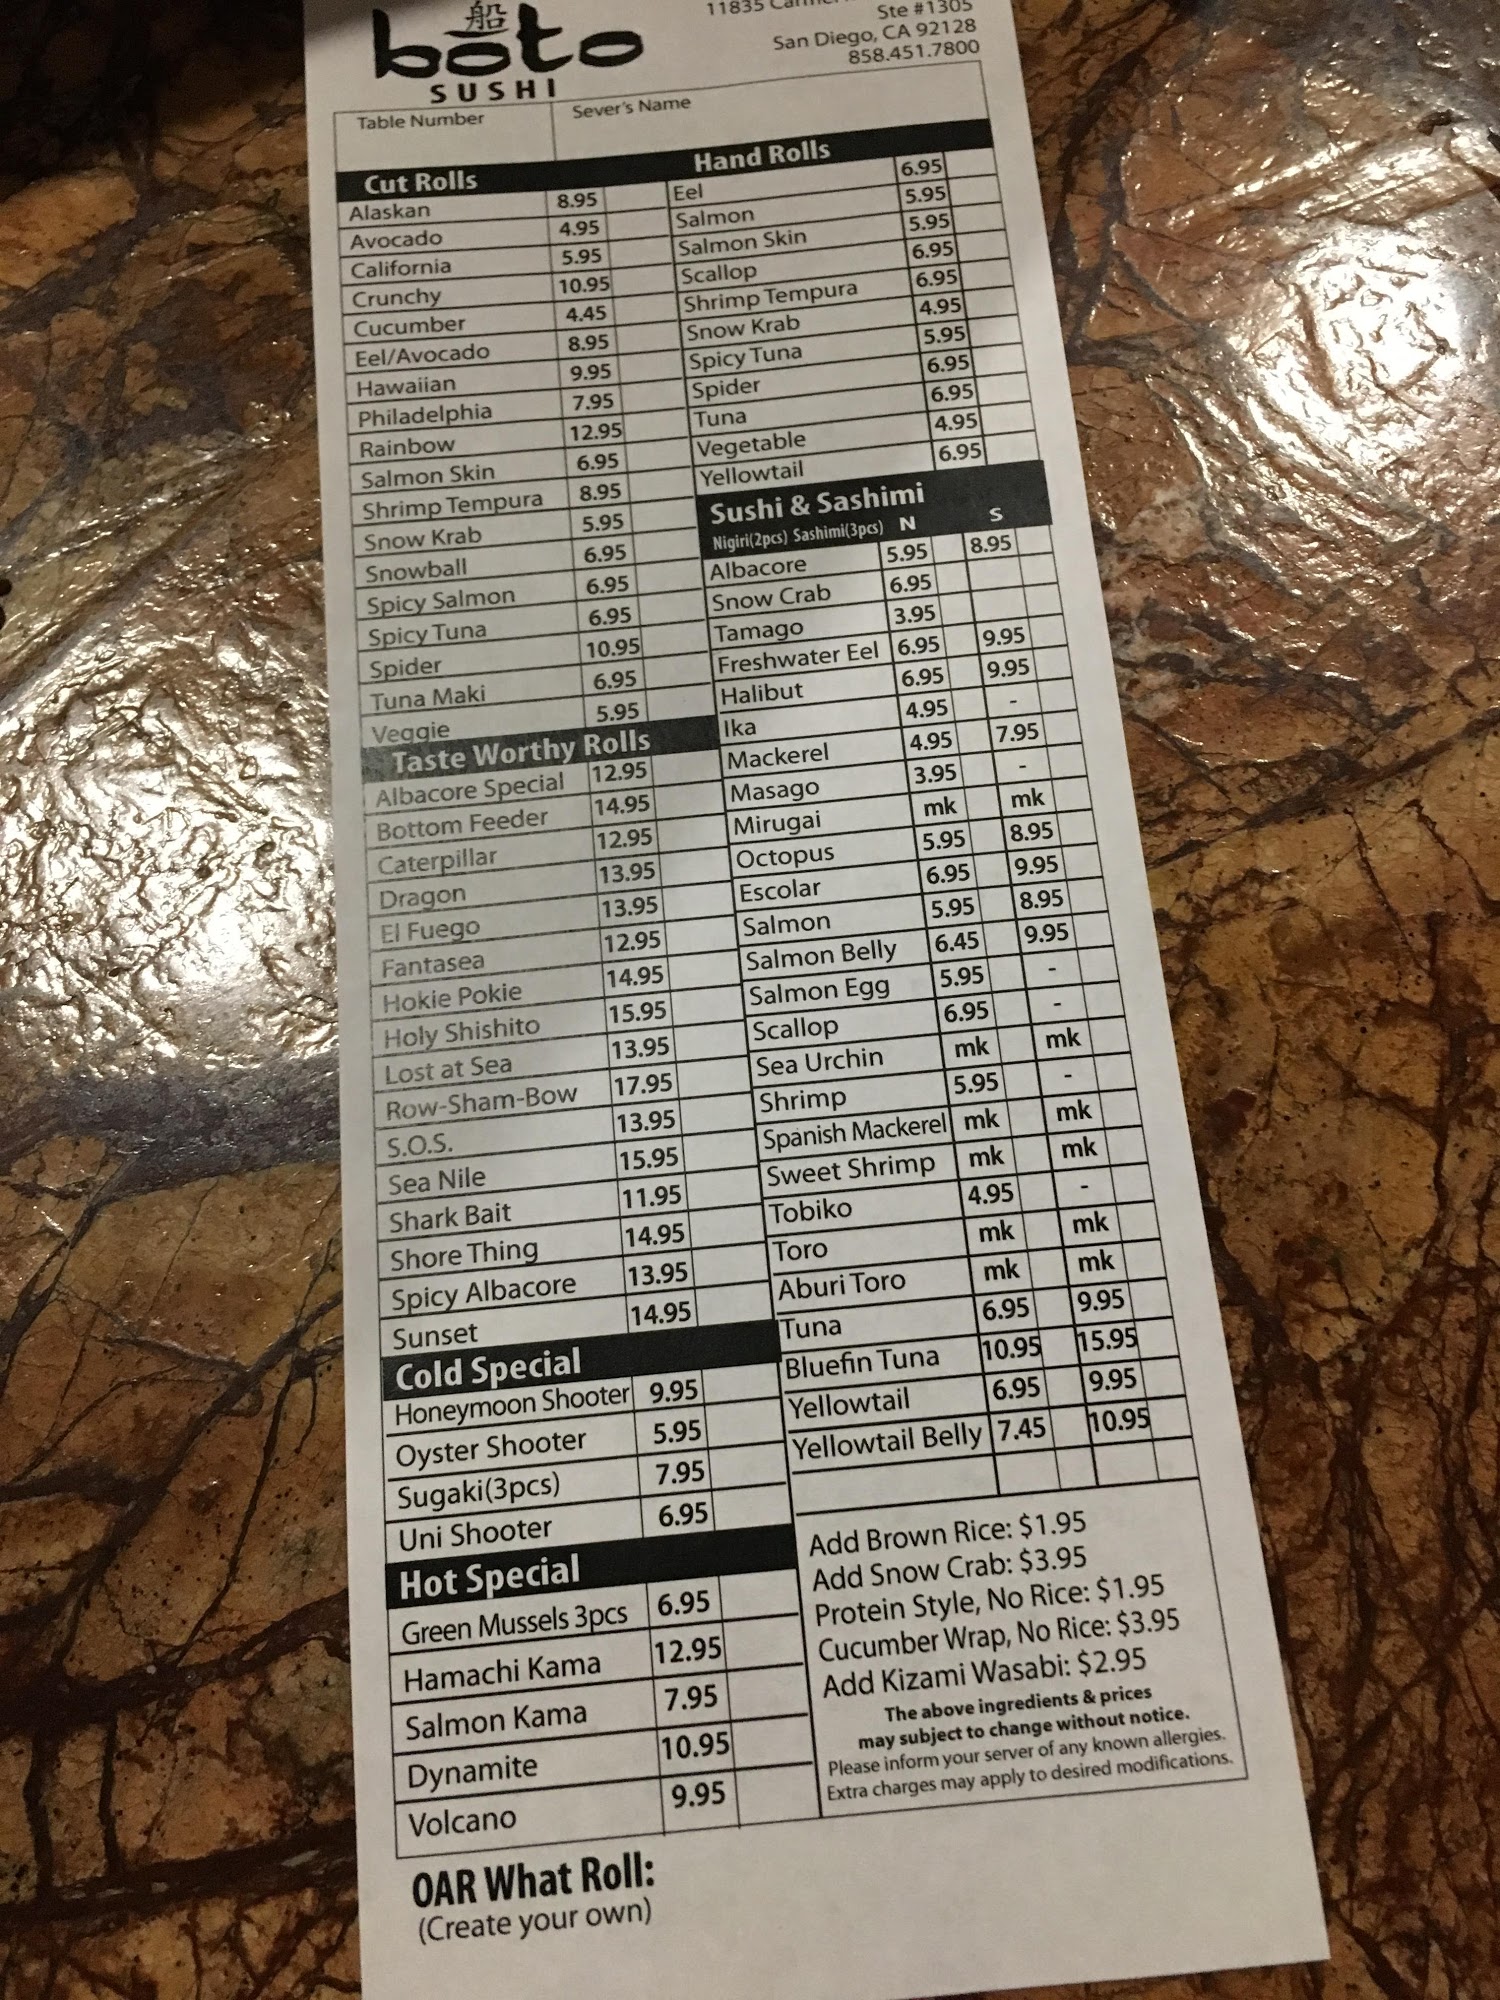 船
boto
SUSHI
11835
Ste #1305
San Diego, CA 92128
858.451.7800
Table Number
Sever's Name
Cut Rolls
Alaskan 8.95
Avocado 4.95
California 5.95
Crunchy 10.95
Cucumber 4.45
Eel/Avocado 8.95
Hawaiian 9.95
Philadelphia 7.95
Rainbow 12.95
Salmon Skin 6.95
Shrimp Tempura 8.95
Snow Krab 5.95
Snowball 6.95
Spicy Salmon 6.95
Spicy Tuna 6.95
Spider 10.95
Tuna Maki 6.95
Veggie 5.95
Taste Worthy Rolls
Albacore Special 12.95
Bottom Feeder 14.95
Caterpillar 12.95
Dragon 13.95
El Fuego 13.95
Fantasea 12.95
Hokie Pokie 14.95
Holy Shishito 15.95
Lost at Sea 13.95
Row-Sham-Bow 17.95
S.O.S. 13.95
Sea Nile 15.95
Shark Bait 11.95
Shore Thing 14.95
Spicy Albacore 13.95
Sunset 14.95
Cold Special
Honeymoon Shooter 9.95
Oyster Shooter 5.95
Sugaki(3pcs) 7.95
Uni Shooter 6.95
Hot Special
Green Mussels 3pcs 6.95
Hamachi Kama 12.95
Salmon Kama 7.95
Dynamite 10.95
Volcano 9.95
Hand Rolls
Eel 6.95
Salmon 5.95
Salmon Skin 5.95
Scallop 6.95
Shrimp Tempura 6.95
Snow Krab 4.95
Spicy Tuna 5.95
Spider 6.95
Tuna 6.95
Vegetable 4.95
Yellowtail 6.95
Sushi & Sashimi
Nigiri(2pcs) Sashimi(3pcs) N S
Albacore 5.95 8.95
Snow Crab 6.95
Tamago 3.95
Freshwater Eel 6.95 9.95
Halibut 6.95 9.95
Ika 4.95 -
Mackerel 4.95 7.95
Masago 3.95 -
Mirugai mk mk
Octopus 5.95 8.95
Escolar 6.95 9.95
Salmon 5.95 8.95
Salmon Belly 6.45 9.95
Salmon Egg 5.95 -
Scallop 6.95 -
Sea Urchin mk mk
Shrimp 5.95 -
Spanish Mackerel mk mk
Sweet Shrimp mk mk
Tobiko 4.95 -
Toro mk mk
Aburi Toro mk mk
Tuna 6.95 9.95
Bluefin Tuna 10.95 15.95
Yellowtail 6.95 9.95
Yellowtail Belly 7.45 10.95
Add Brown Rice: $1.95
Add Snow Crab: $3.95
Protein Style, No Rice: $1.95
Cucumber Wrap, No Rice: $3.95
Add Kizami Wasabi: $2.95
The above ingredients & prices
may subject to change without notice.
Please inform your server of any known allergies.
Extra charges may apply to desired modifications.
OAR What Roll:
(Create your own)